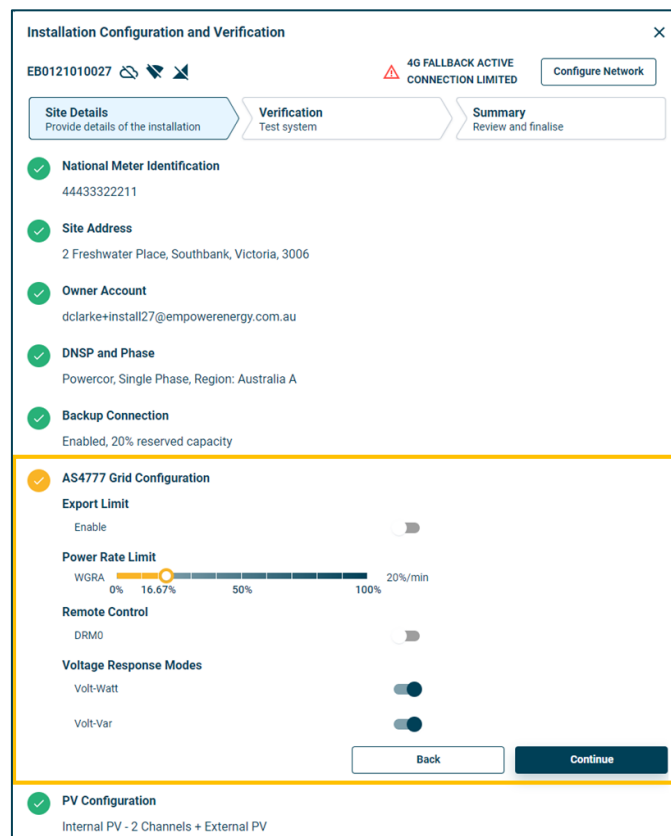 Installation Configuration and Verification
EB0121010027
4G FALLBACK ACTIVE
CONNECTION LIMITED
Configure Network
Site Details
Provide details of the installation
Verification
Test system
Summary
Review and finalise
National Meter Identification
44433322211
Site Address
2 Freshwater Place, Southbank, Victoria, 3006
Owner Account
dclarke+install27@empowerenergy.com.au
DNSP and Phase
Powercor, Single Phase, Region: Australia A
Backup Connection
Enabled, 20% reserved capacity
AS4777 Grid Configuration
Export Limit
Enable
Power Rate Limit
WGRA 20%/min
0% 16.67% 50% 100%
Remote Control
DRM0
Voltage Response Modes
Volt-Watt
Volt-Var
Back Continue
PV Configuration
Internal PV - 2 Channels + External PV